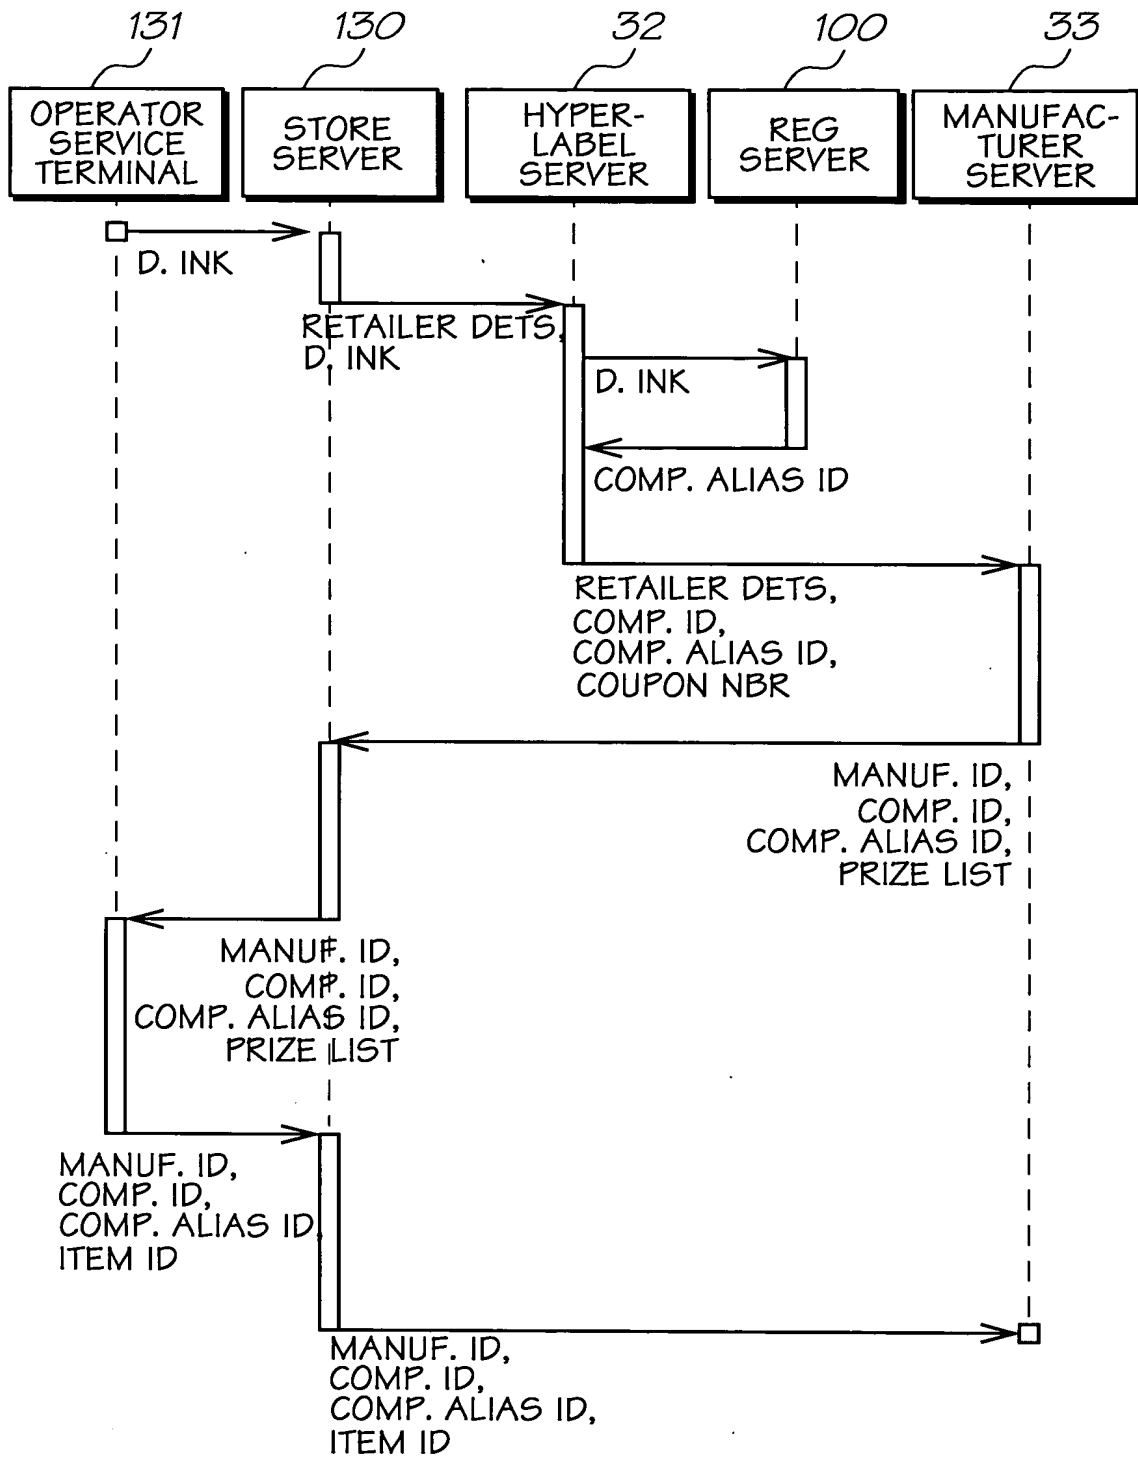 131
130
32
100
33
OPERATOR
SERVICE
TERMINAL
STORE
SERVER
HYPER-
LABEL
SERVER
REG
SERVER
MANUFAC-
TURER
SERVER
D. INK
RETAILER DETS,
D. INK
D. INK
COMP. ALIAS ID
RETAILER DETS,
COMP. ID,
COMP. ALIAS ID,
COUPON NBR
MANUF. ID,
COMP. ID,
COMP. ALIAS ID,
PRIZE LIST
MANUF. ID,
COMP. ID,
COMP. ALIAS ID,
PRIZE LIST
MANUF. ID,
COMP. ID,
COMP. ALIAS ID
ITEM ID
MANUF. ID,
COMP. ID,
COMP. ALIAS ID,
ITEM ID